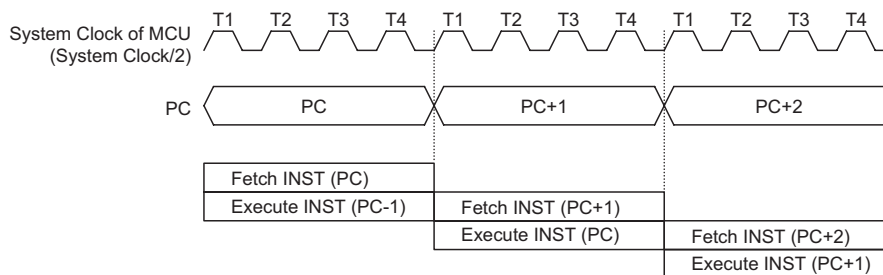 T1 T2 T3 T4 T1 T2 T3 T4 T1 T2 T3 T4
System Clock of MCU
(System Clock/2)
PC PC PC+1 PC+2
Fetch INST (PC)
Execute INST (PC-1) Fetch INST (PC+1)
Execute INST (PC) Fetch INST (PC+2)
Execute INST (PC+1)